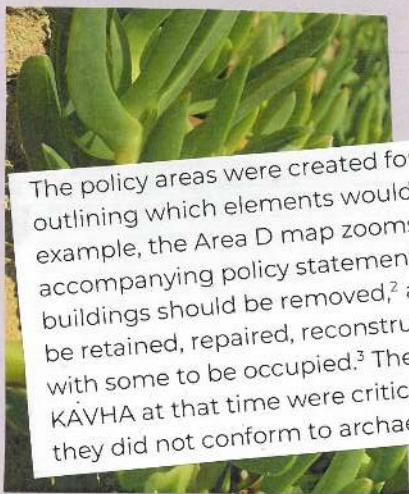 The policy areas were created for
outlining which elements would
example, the Area D map zooms
accompanying policy statement
buildings should be removed,²
be retained, repaired, reconstru
with some to be occupied.³ The
KAVHA at that time were critic
they did not conform to archae